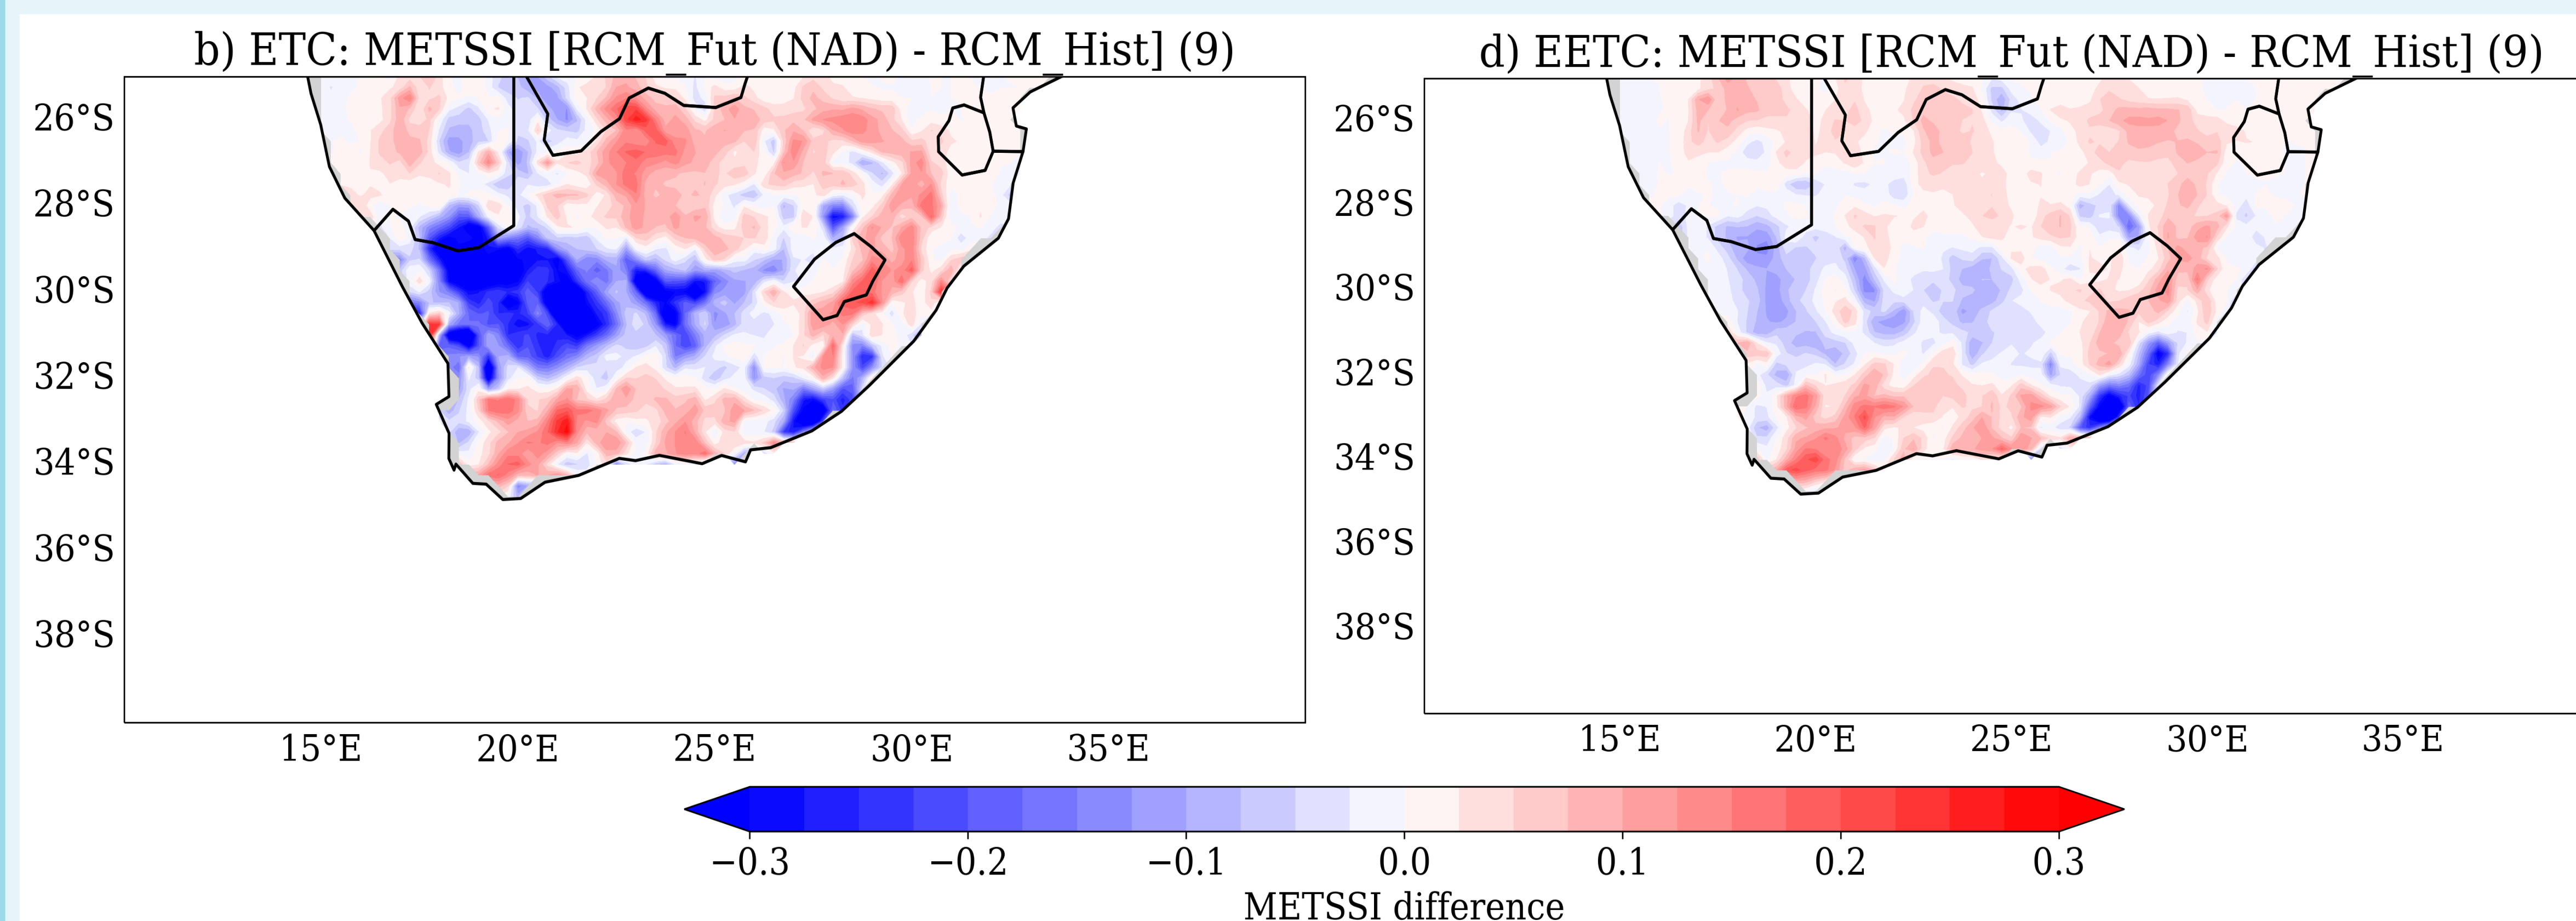 b) ETC: METSSI [RCM_Fut (NAD) - RCM_Hist] (9)
26°S
28°S
30°S
32°S
34°S
36°S
38°S
15°E 20°E 25°E 30°E 35°E
d) EETC: METSSI [RCM_Fut (NAD) - RCM_Hist] (9)
26°S
28°S
30°S
32°S
34°S
36°S
38°S
15°E 20°E 25°E 30°E 35°E
−0.3 −0.2 −0.1 0.0 0.1 0.2 0.3
METSSI difference